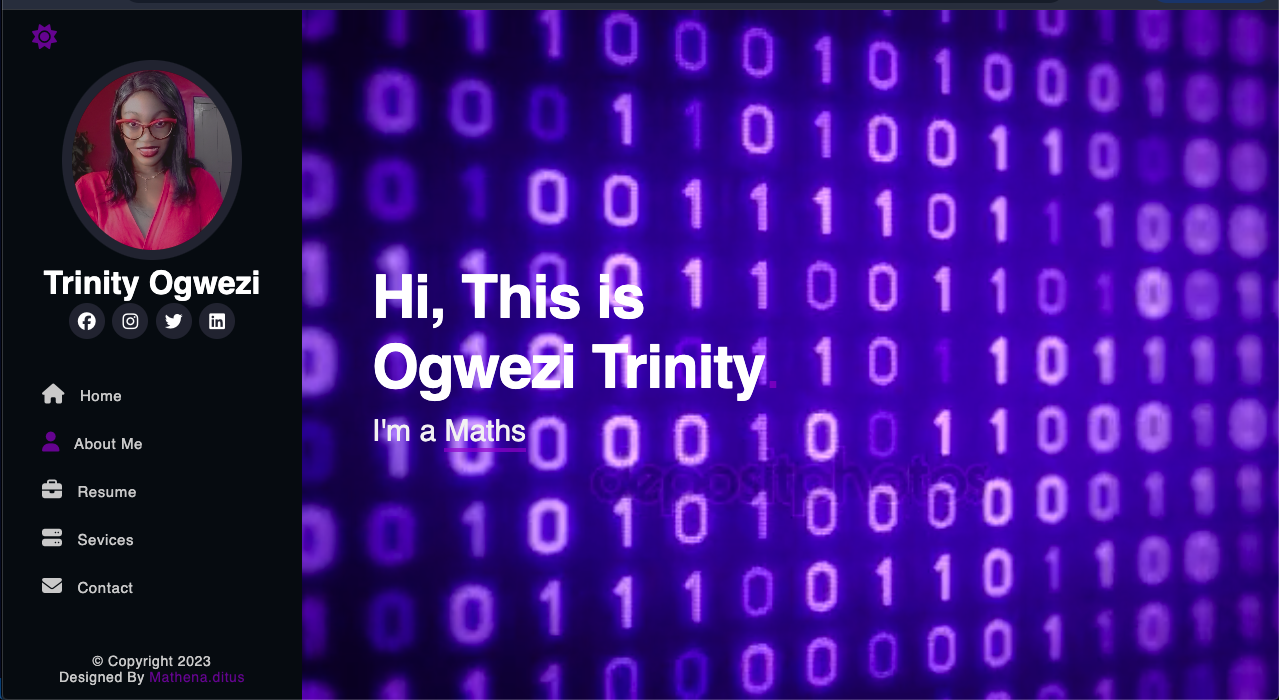 Trinity Ogwezi
Home
About Me
Resume
Sevices
Contact
© Copyright 2023
Designed By Mathena.ditus
Hi, This is
Ogwezi Trinity.
I'm a Maths
depositphotos